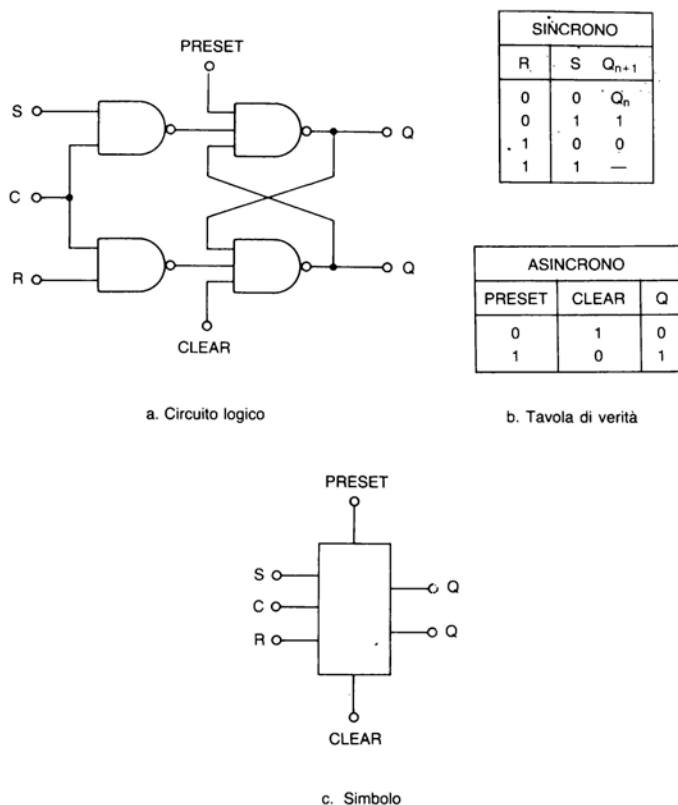 PRESET
S
Q
C
R
Q
CLEAR
a. Circuito logico
SINCRONO
R S Qn+1
0 0 Qn
0 1 1
1 0 0
1 1 —
ASINCRONO
PRESET CLEAR Q
0 1 0
1 0 1
b. Tavola di verità
PRESET
S
Q
C
Q
R
CLEAR
c. Simbolo